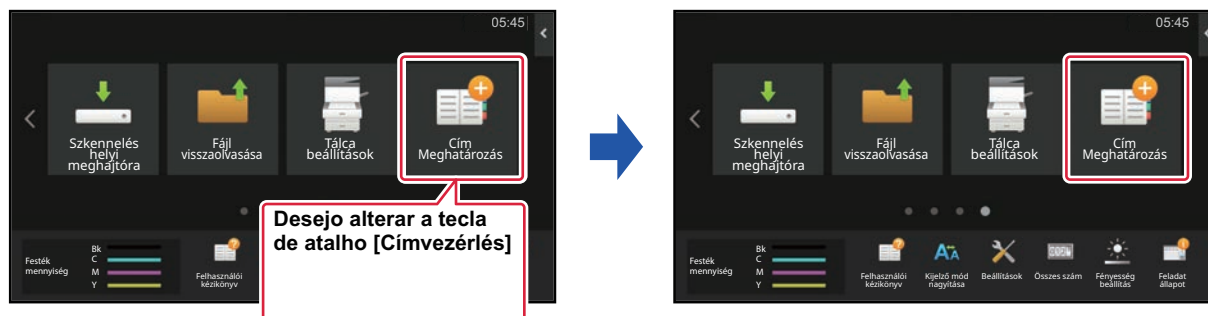 05:45
Szkennelés
helyi
meghajtóra
Fájl
visszaolvasása
Tálca
beállítások
Cím
Meghatározás
Desejo alterar a tecla
de atalho [Címvezérlés]
Festék
mennyiség
Bk
C
M
Y
Felhasználói
kézikönyv
05:45
Szkennelés
helyi
meghajtóra
Fájl
visszaolvasása
Tálca
beállítások
Cím
Meghatározás
Festék
mennyiség
Bk
C
M
Y
Felhasználói
kézikönyv
Kijelző mód
nagyítása
Beállítások
Összes szám
Fényesség
beállítás
Feladat
állapot